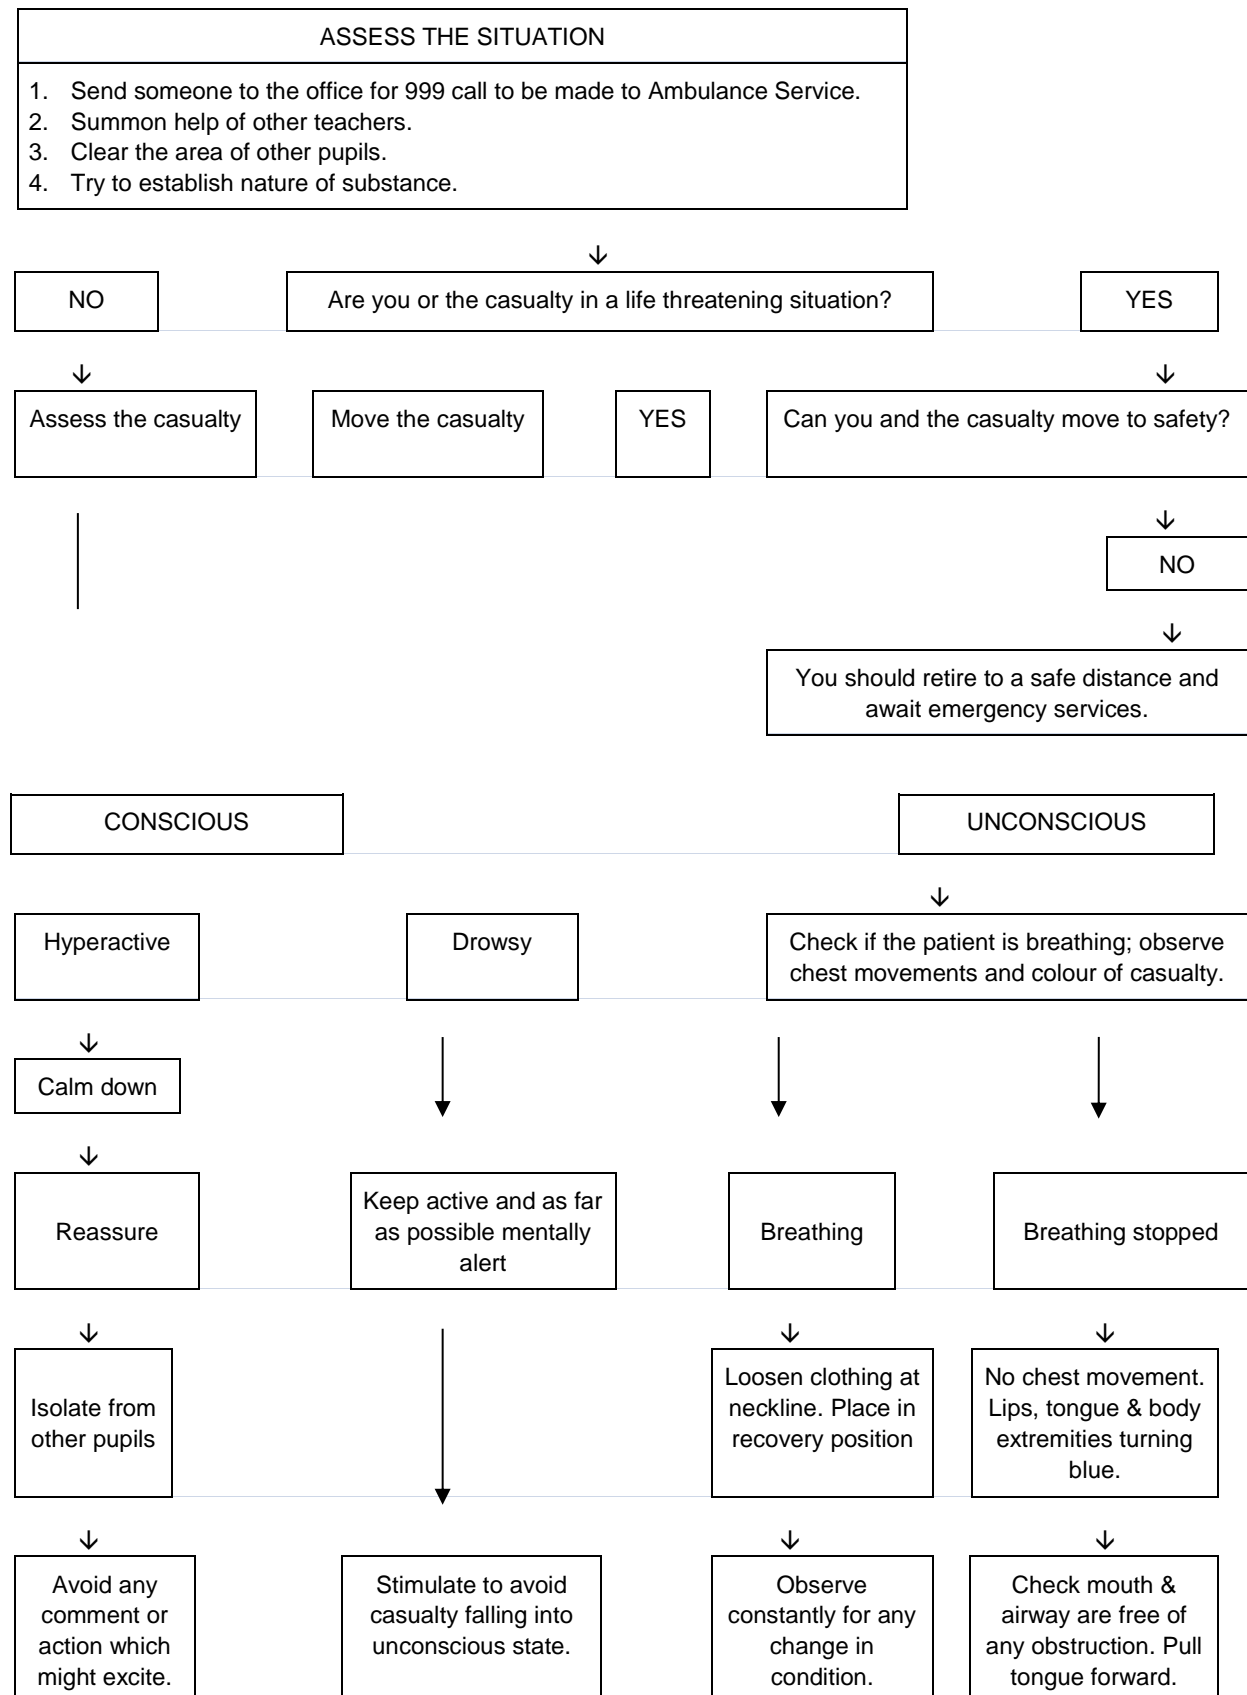 ASSESS THE SITUATION
1. Send someone to the office for 999 call to be made to Ambulance Service.
2. Summon help of other teachers.
3. Clear the area of other pupils.
4. Try to establish nature of substance.
NO
Are you or the casualty in a life threatening situation?
YES
Assess the casualty
Move the casualty
YES
Can you and the casualty move to safety?
NO
You should retire to a safe distance and
await emergency services.
CONSCIOUS
UNCONSCIOUS
Hyperactive
Drowsy
Check if the patient is breathing; observe
chest movements and colour of casualty.
Calm down
Reassure
Keep active and as far
as possible mentally
alert
Breathing
Breathing stopped
Isolate from
other pupils
Loosen clothing at
neckline. Place in
recovery position
No chest movement.
Lips, tongue & body
extremities turning
blue.
Avoid any
comment or
action which
might excite.
Stimulate to avoid
casualty falling into
unconscious state.
Observe
constantly for any
change in
condition.
Check mouth &
airway are free of
any obstruction. Pull
tongue forward.